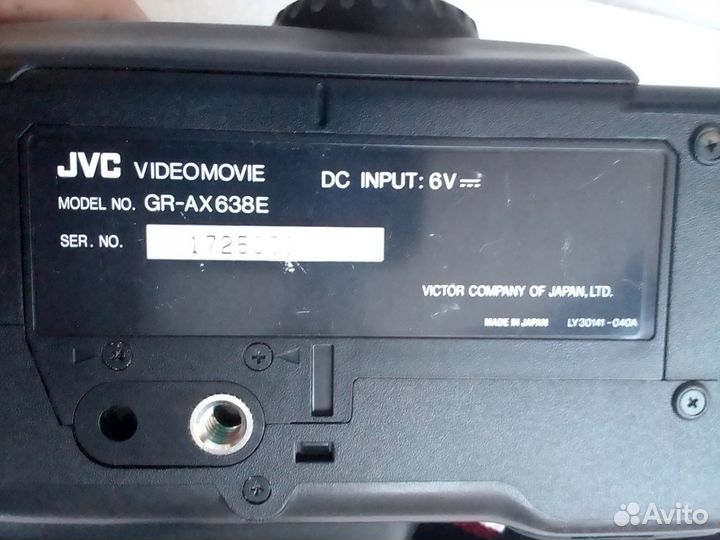 JVC VIDEOMOVIE
DC INPUT: 6V
MODEL NO. GR-AX638E
SER. NO.
VICTOR COMPANY OF JAPAN, LTD.
MADE IN JAPAN LY30141-040A
Avito